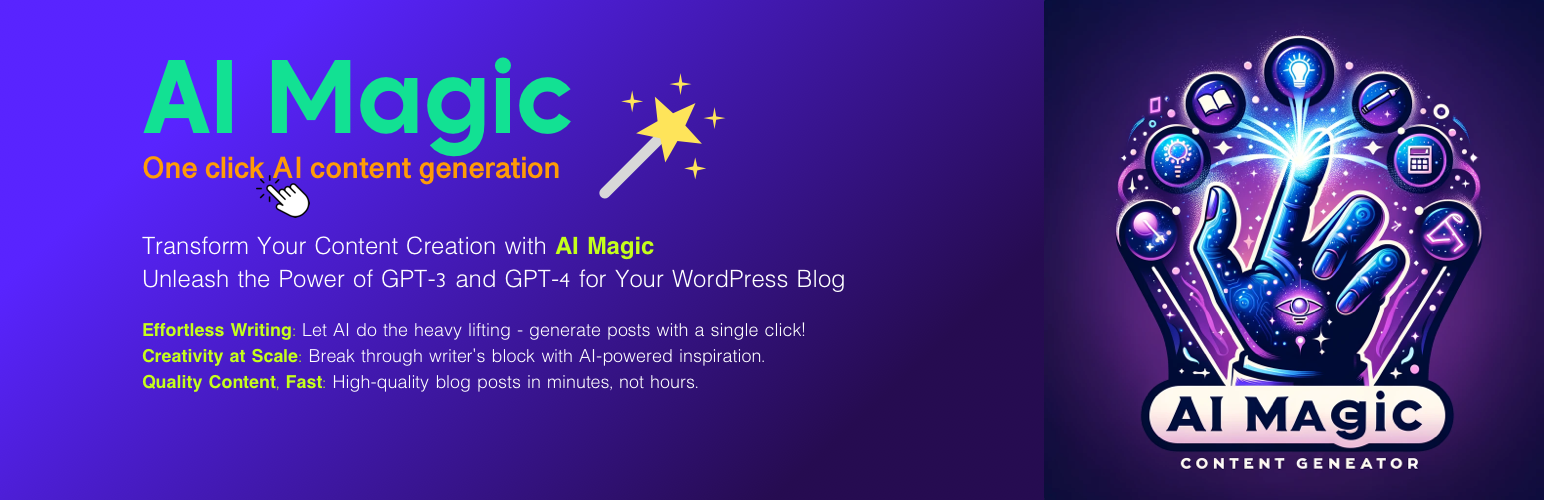 AI Magic
One click AI content generation
Transform Your Content Creation with AI Magic
Unleash the Power of GPT-3 and GPT-4 for Your WordPress Blog
Effortless Writing: Let AI do the heavy lifting - generate posts with a single click!
Creativity at Scale: Break through writer's block with AI-powered inspiration.
Quality Content, Fast: High-quality blog posts in minutes, not hours.
AI MAgic
CONTENT GENEATOR